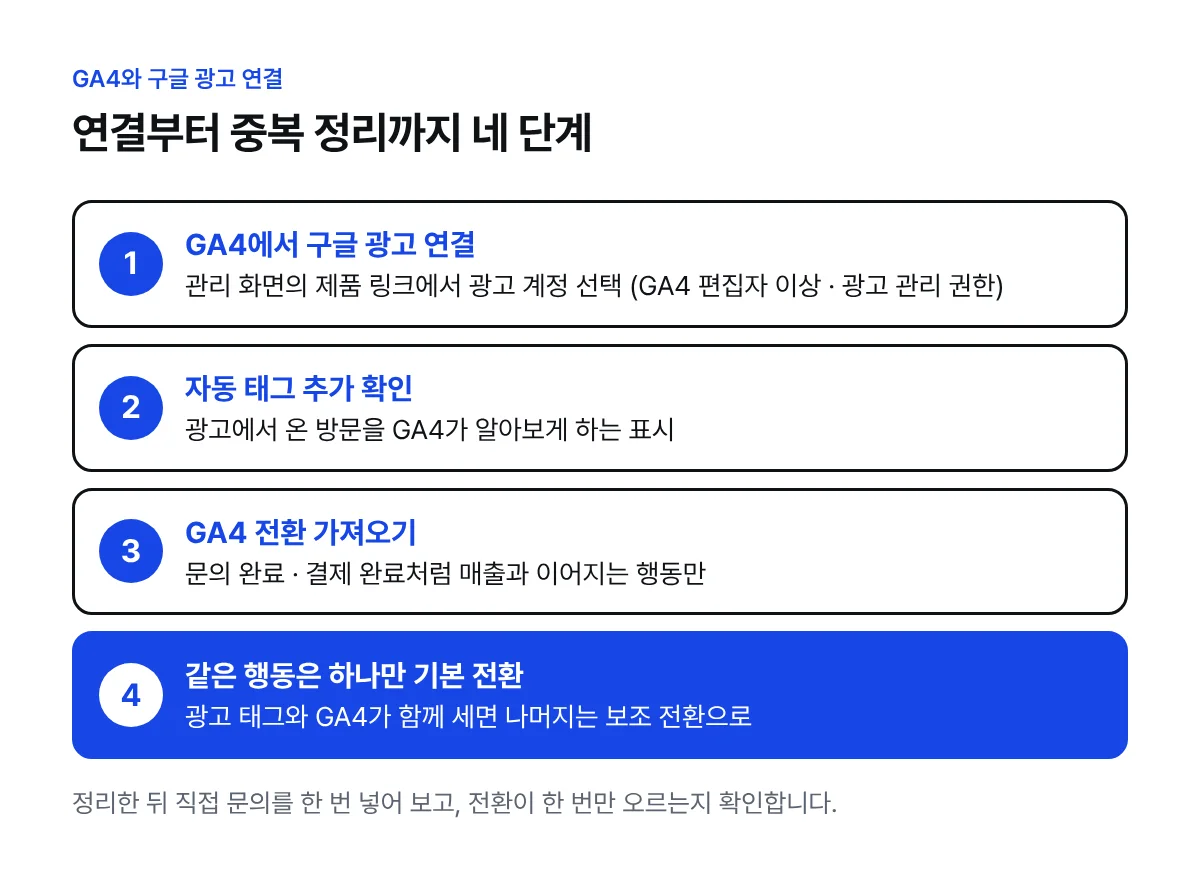 GA4와 구글 광고 연결
연결부터 중복 정리까지 네 단계
1
GA4에서 구글 광고 연결
관리 화면의 제품 링크에서 광고 계정 선택 (GA4 편집자 이상 · 광고 관리 권한)
2
자동 태그 추가 확인
광고에서 온 방문을 GA4가 알아보게 하는 표시
3
GA4 전환 가져오기
문의 완료 · 결제 완료처럼 매출과 이어지는 행동만
4
같은 행동은 하나만 기본 전환
광고 태그와 GA4가 함께 세면 나머지는 보조 전환으로
정리한 뒤 직접 문의를 한 번 넣어 보고, 전환이 한 번만 오르는지 확인합니다.